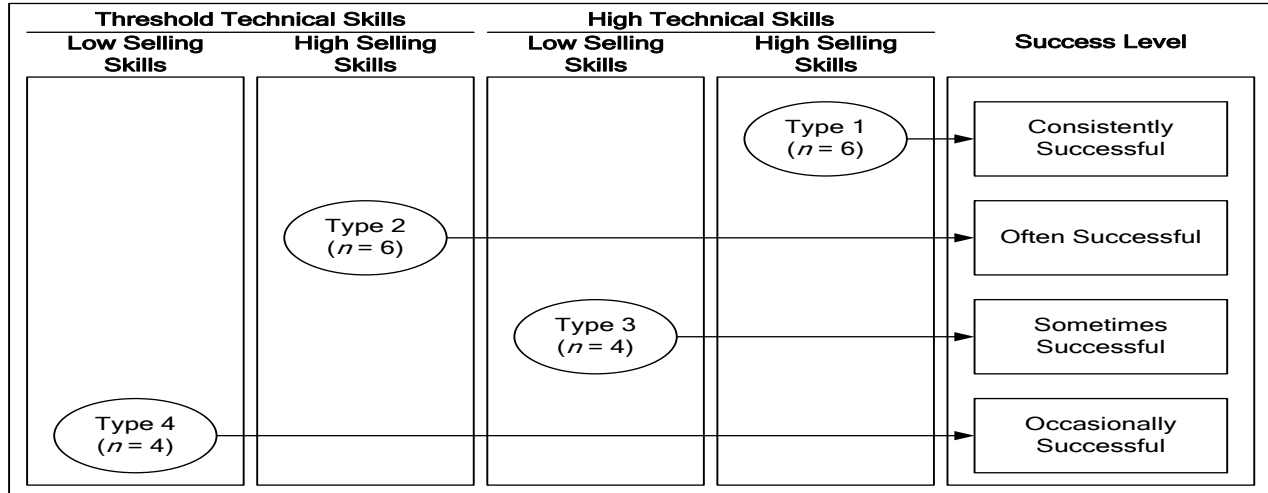 Threshold Technical Skills
High Technical Skills
Low Selling
Skills
High Selling
Skills
Low Selling
Skills
High Selling
Skills
Success Level
Type 1
(n = 6)
Consistently
Successful
Type 2
(n = 6)
Often Successful
Type 3
(n = 4)
Sometimes
Successful
Type 4
(n = 4)
Occasionally
Successful